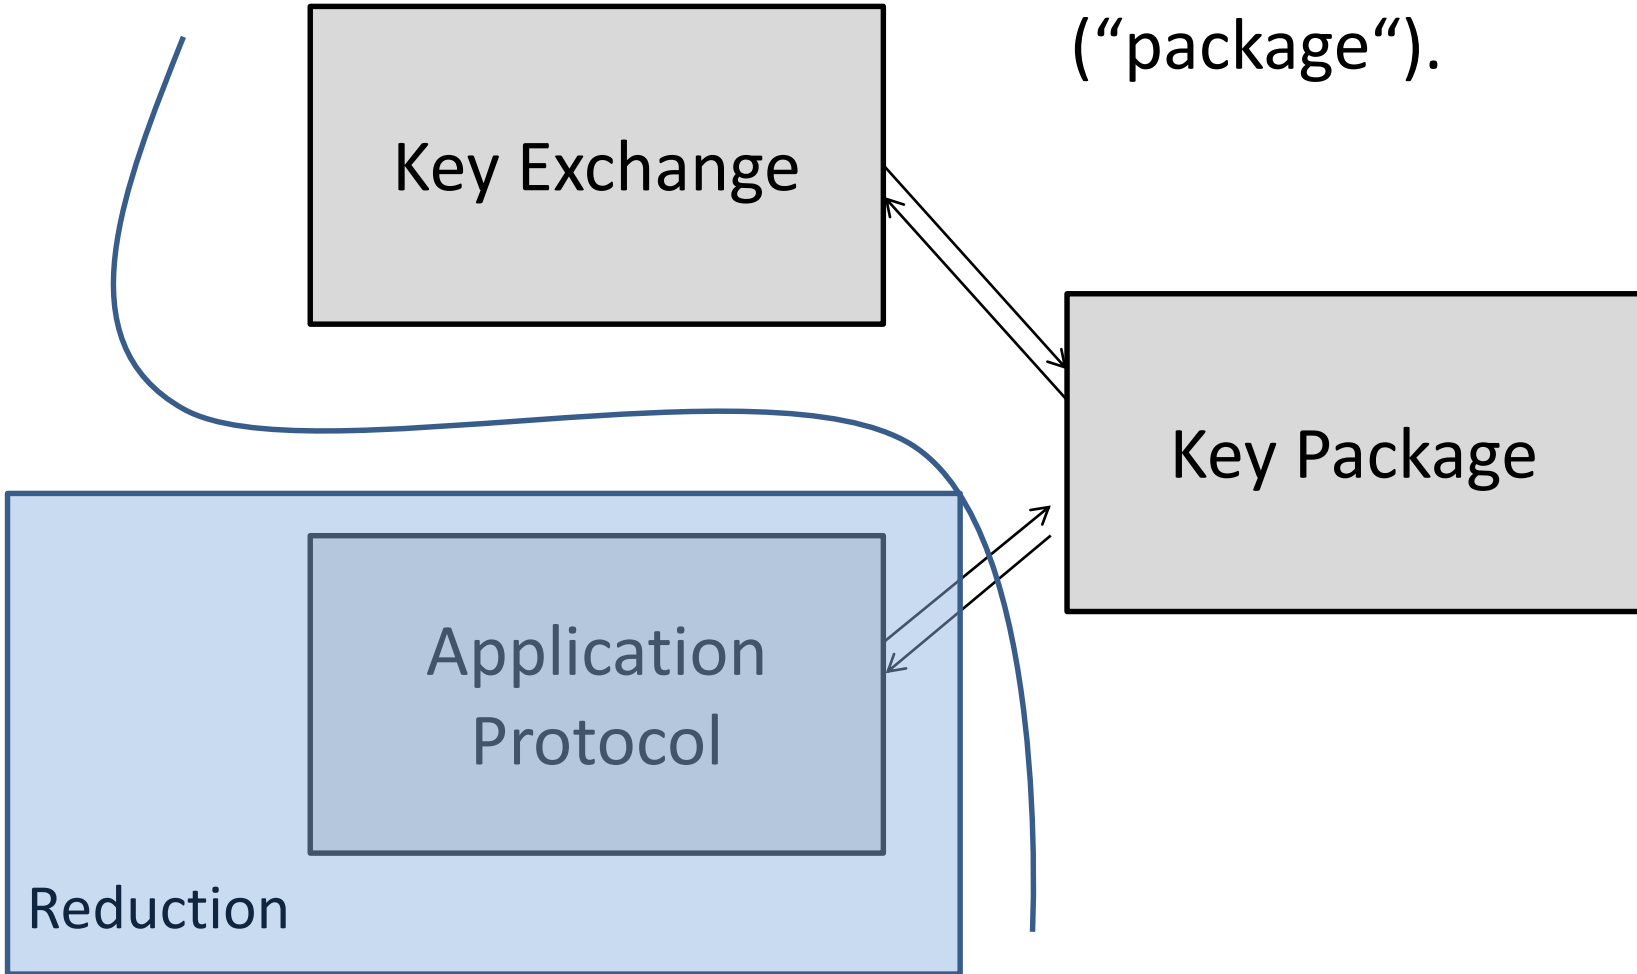 (“package“).
Key Exchange
Key Package
Application
Protocol
Reduction